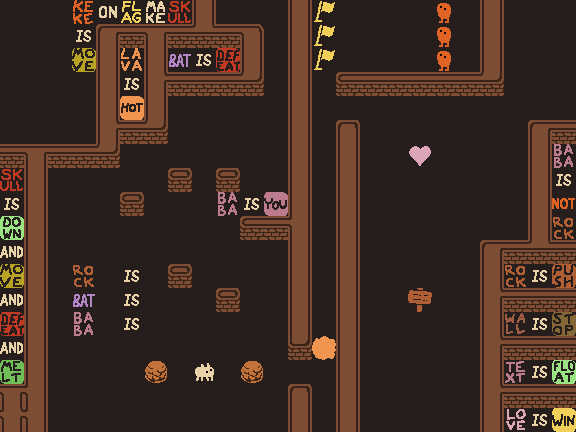 KEKE ON FLAG MAKE SKULL
IS
MOVE
LAVA
IS
HOT
BAT IS DEFEAT
BABA
IS
NOT
ROCK
SKULL
IS
DOWN
AND
MOVE
AND
DEFEAT
AND
MELT
BABA IS YOU
ROCK IS
BAT IS
BABA IS
ROCK IS PUSH
WALL IS STOP
TEXT IS FLOAT
LOVE IS WIN